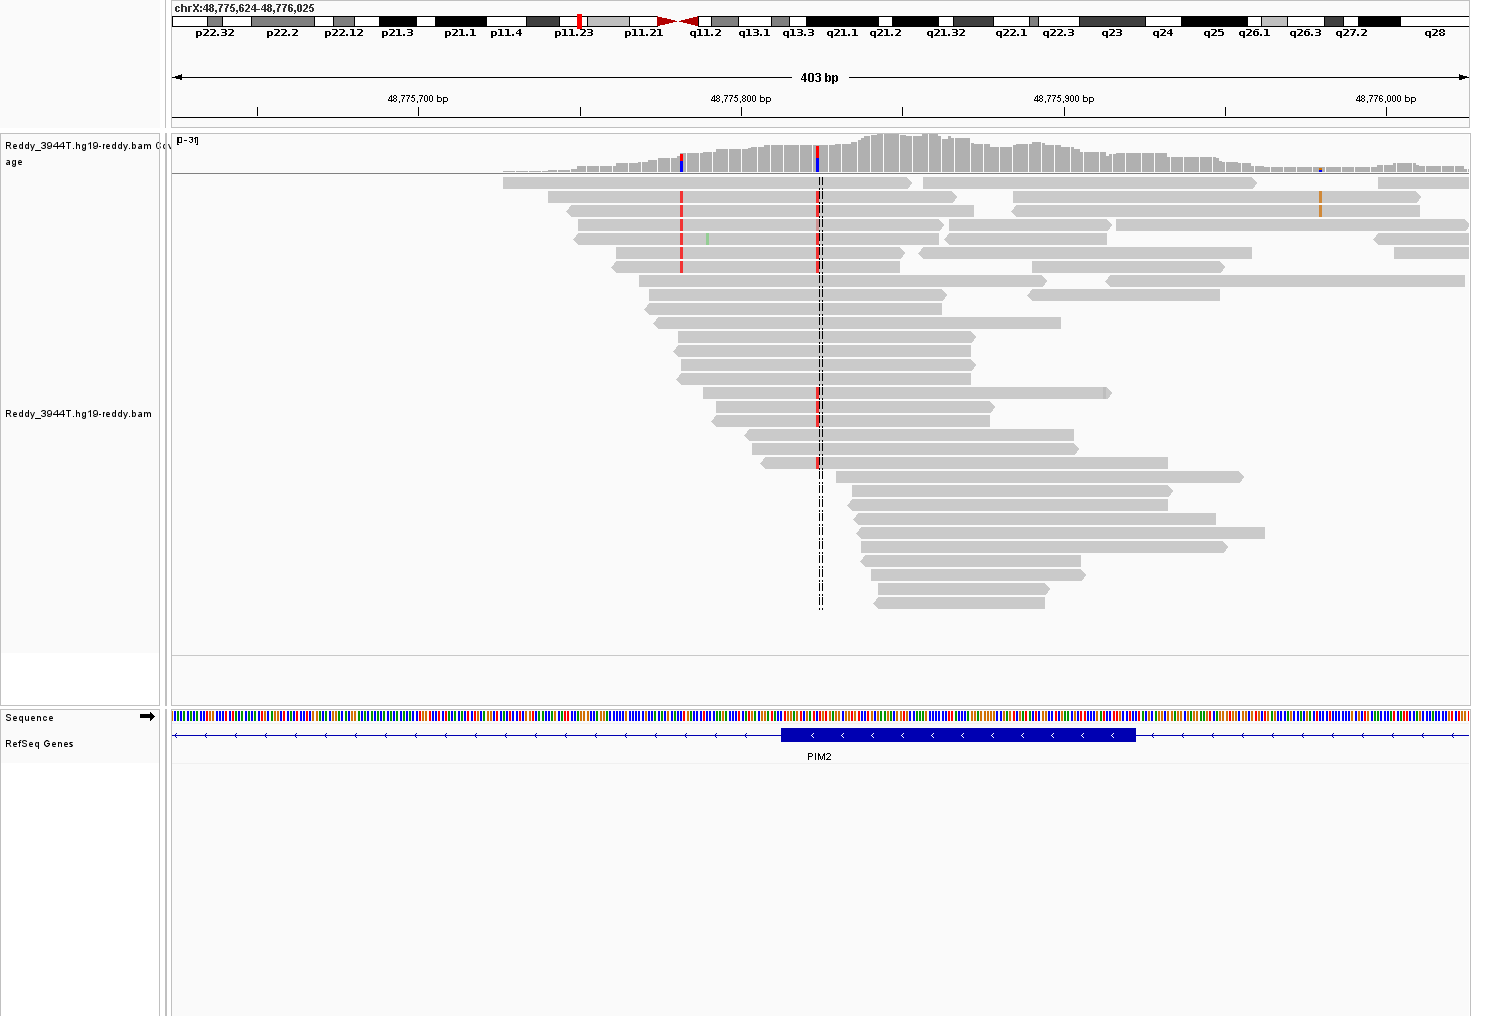 chrX:48,775,624-48,776,025
p22.32 p22.2 p22.12 p21.3 p21.1 p11.4 p11.23 p11.21 q11.2 q13.1 q13.3 q21.1 q21.2 q21.32 q22.1 q22.3 q23 q24 q25 q26.1 q26.3 q27.2 q28
403 bp
48,775,700 bp 48,775,800 bp 48,775,900 bp 48,776,000 bp
Reddy_3944T.hg19-reddy.bam Cov
age
[0-31]
Reddy_3944T.hg19-reddy.bam
Sequence
RefSeq Genes
PIM2